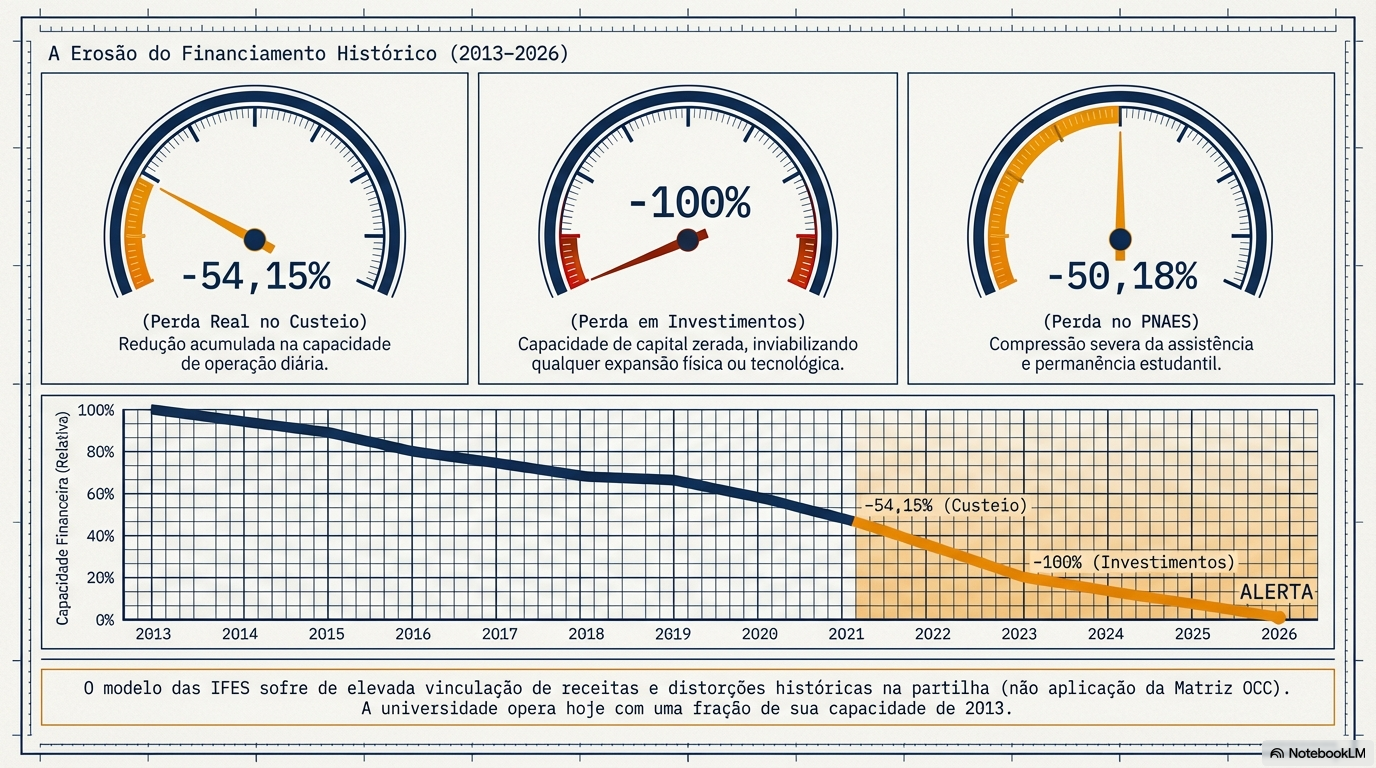 A Erosão do Financiamento Histórico (2013–2026)
-54,15%
(Perda Real no Custeio)
Redução acumulada na capacidade
de operação diária.
-100%
(Perda em Investimentos)
Capacidade de capital zerada, inviabilizando
qualquer expansão física ou tecnológica.
-50,18%
(Perda no PNAES)
Compressão severa da assistência
e permanência estudantil.
Capacidade Financeira (Relativa)
100%
80%
60%
40%
20%
0%
-54,15% (Custeio)
-100% (Investimentos)
ALERTA
2013 2014 2015 2016 2017 2018 2019 2020 2021 2022 2023 2024 2025 2026
O modelo das IFES sofre de elevada vinculação de receitas e distorções históricas na partilha (não aplicação da Matriz OCC).
A universidade opera hoje com uma fração de sua capacidade de 2013.
NotebookLM